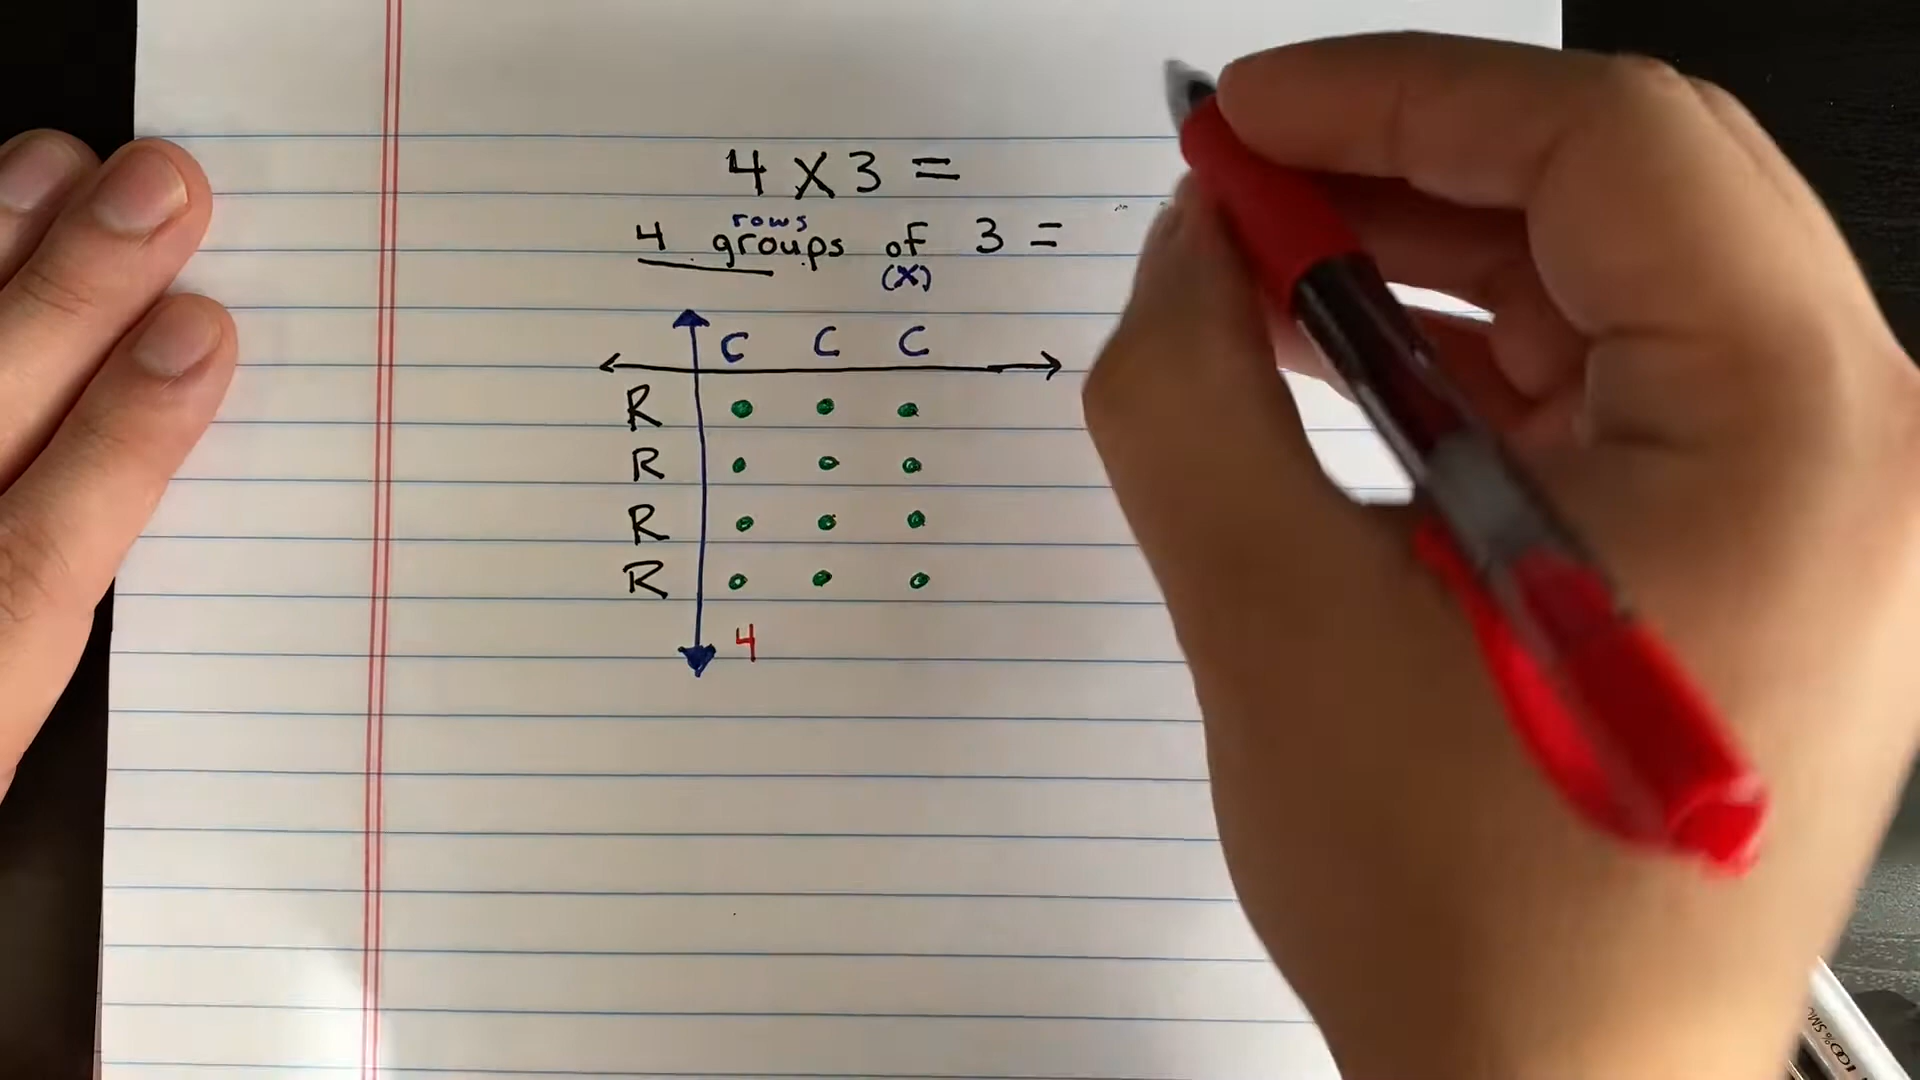 4 X 3 =
rows
4 groups of 3 =
(X)
C C C
R
R
R
R
4